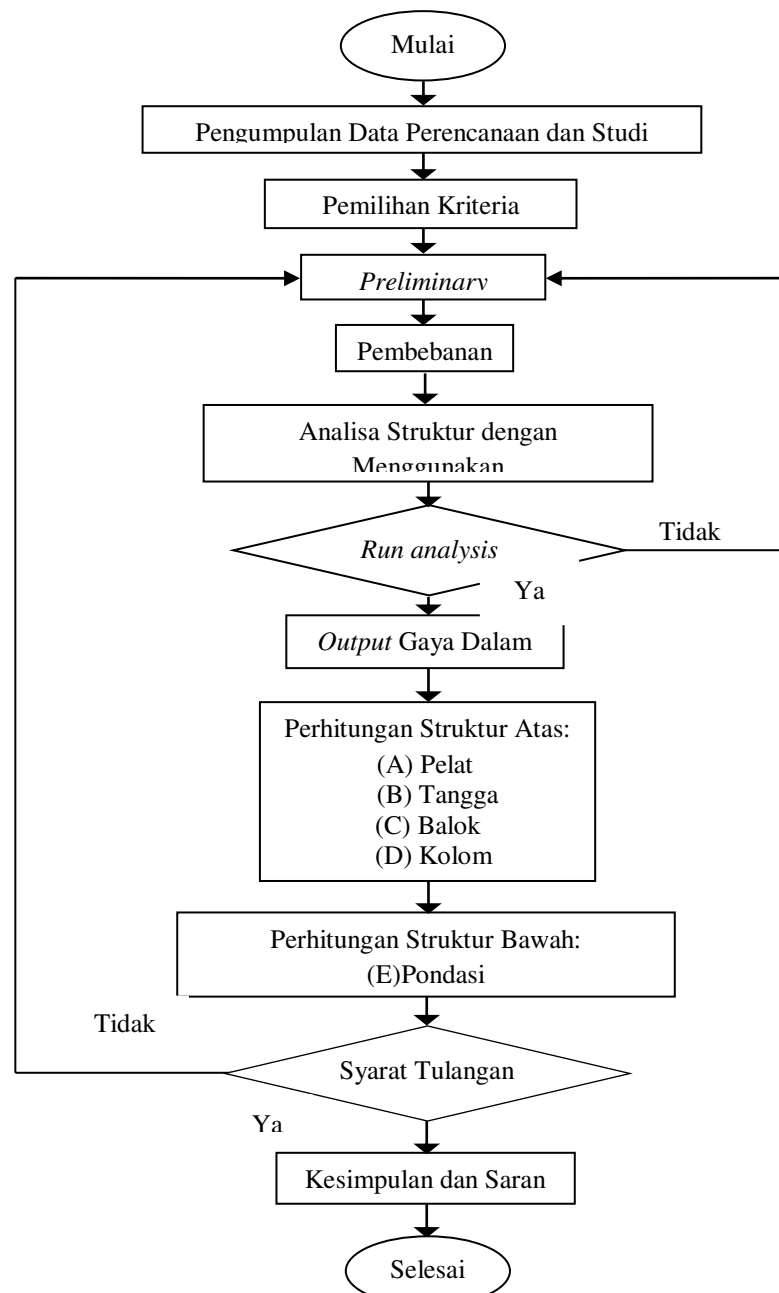 Mulai
Pengumpulan Data Perencanaan dan Studi
Pemilihan Kriteria
Preliminary
Pembebanan
Analisa Struktur dengan
Menggunakan
Run analysis
Tidak
Ya
Output Gaya Dalam
Perhitungan Struktur Atas:
(A) Pelat
(B) Tangga
(C) Balok
(D) Kolom
Perhitungan Struktur Bawah:
(E)Pondasi
Tidak
Syarat Tulangan
Ya
Kesimpulan dan Saran
Selesai